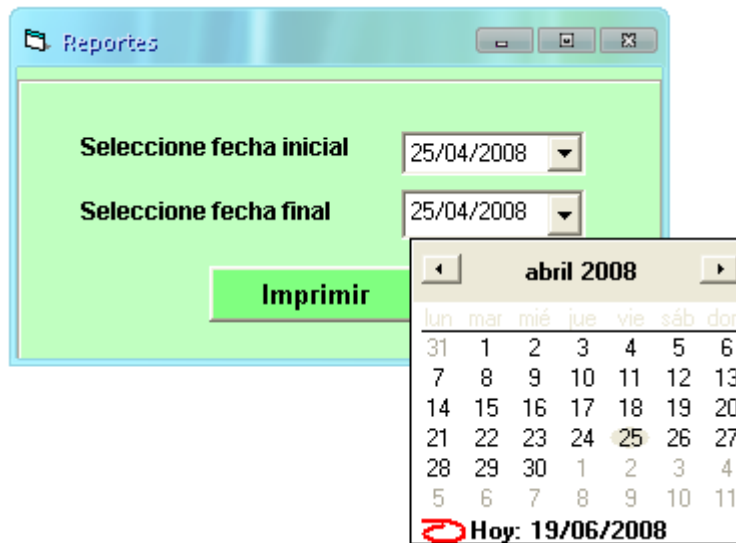 Reportes
Seleccione fecha inicial 25/04/2008
Seleccione fecha final 25/04/2008
Imprimir
abril 2008
lun mar mié jue vie sáb dom
31 1 2 3 4 5 6
7 8 9 10 11 12 13
14 15 16 17 18 19 20
21 22 23 24 25 26 27
28 29 30 1 2 3 4
5 6 7 8 9 10 11
Hoy: 19/06/2008